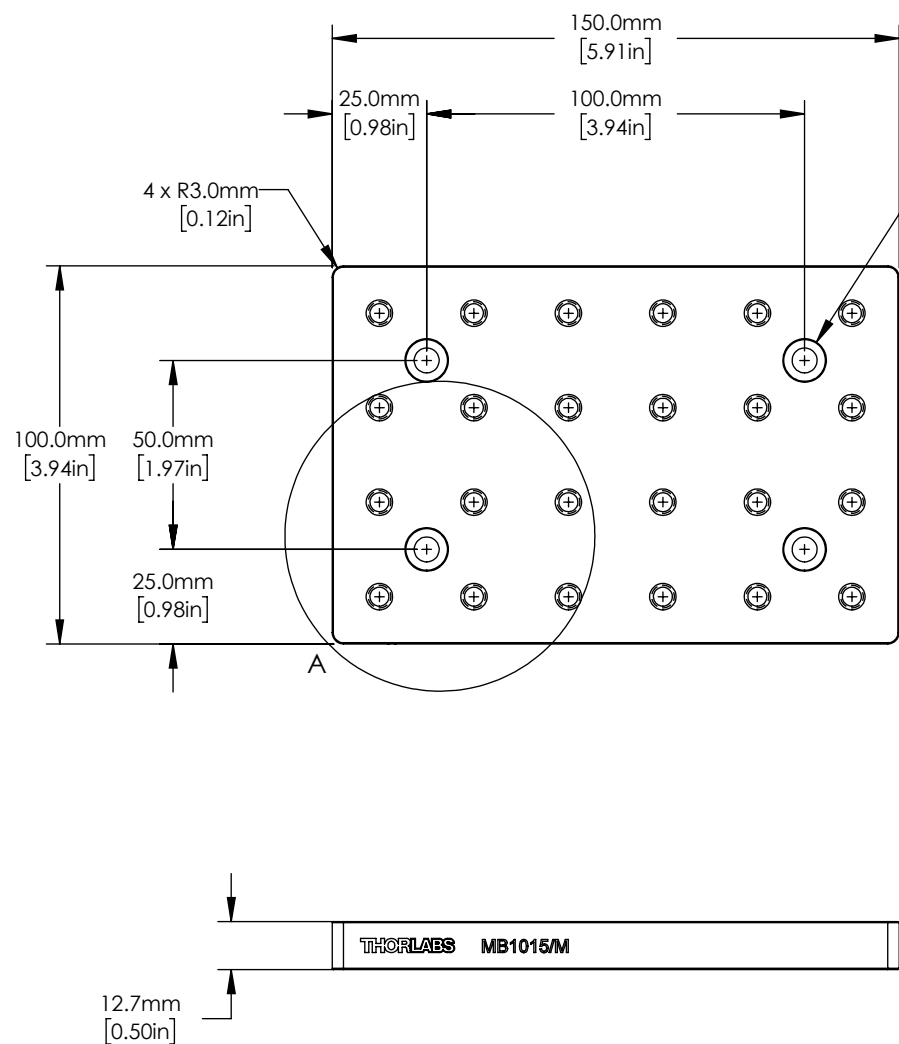 150.0mm
[5.91in]
25.0mm
[0.98in]
100.0mm
[3.94in]
4 x R3.0mm
[0.12in]
100.0mm
[3.94in]
50.0mm
[1.97in]
25.0mm
[0.98in]
A
THORLABS MB1015/M
12.7mm
[0.50in]